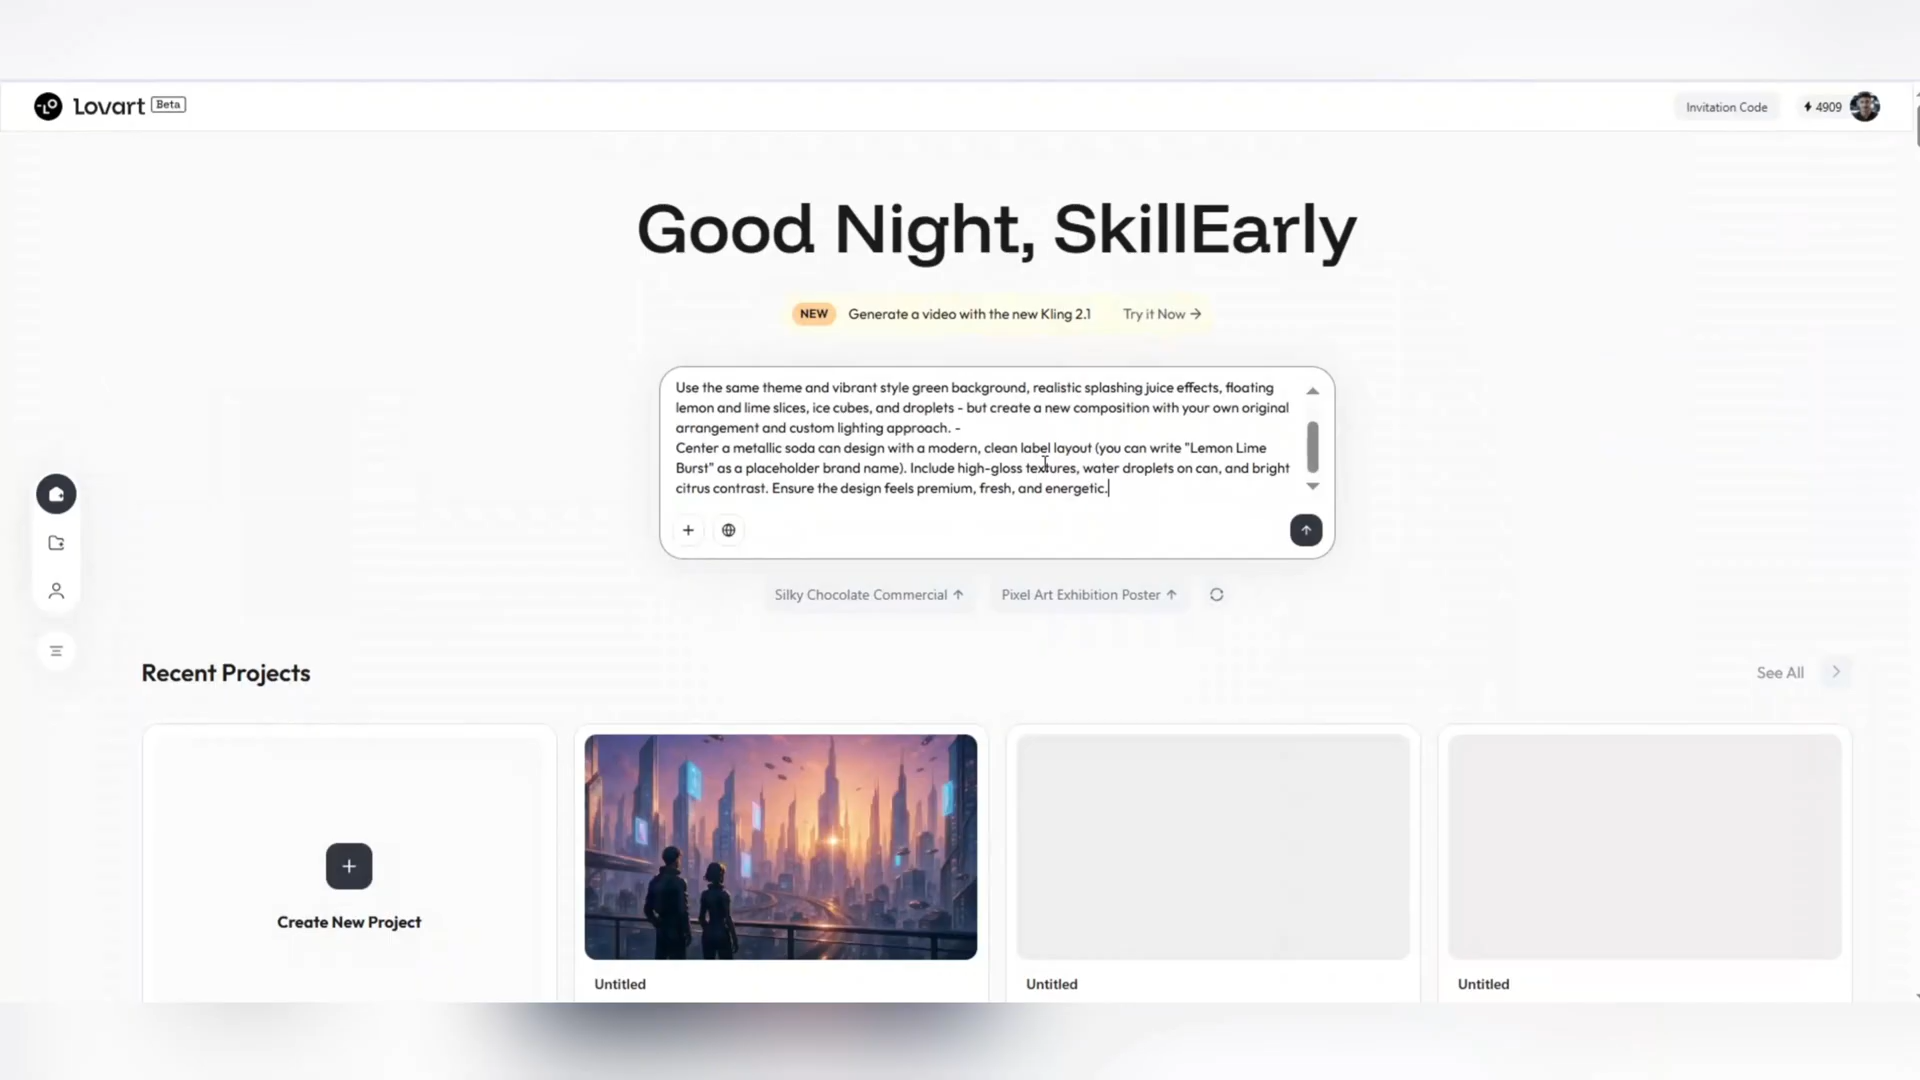 Lovart Beta
Invitation Code
4909
Good Night, SkillEarly
NEW Generate a video with the new Kling 2.1 Try it Now →
Use the same theme and vibrant style green background, realistic splashing juice effects, floating
lemon and lime slices, ice cubes, and droplets - but create a new composition with your own original
arrangement and custom lighting approach. -
Center a metallic soda can design with a modern, clean label layout (you can write "Lemon Lime
Burst" as a placeholder brand name). Include high-gloss textures, water droplets on can, and bright
citrus contrast. Ensure the design feels premium, fresh, and energetic.
Silky Chocolate Commercial ↑ Pixel Art Exhibition Poster ↑
Recent Projects
See All
Create New Project
Untitled
Untitled
Untitled